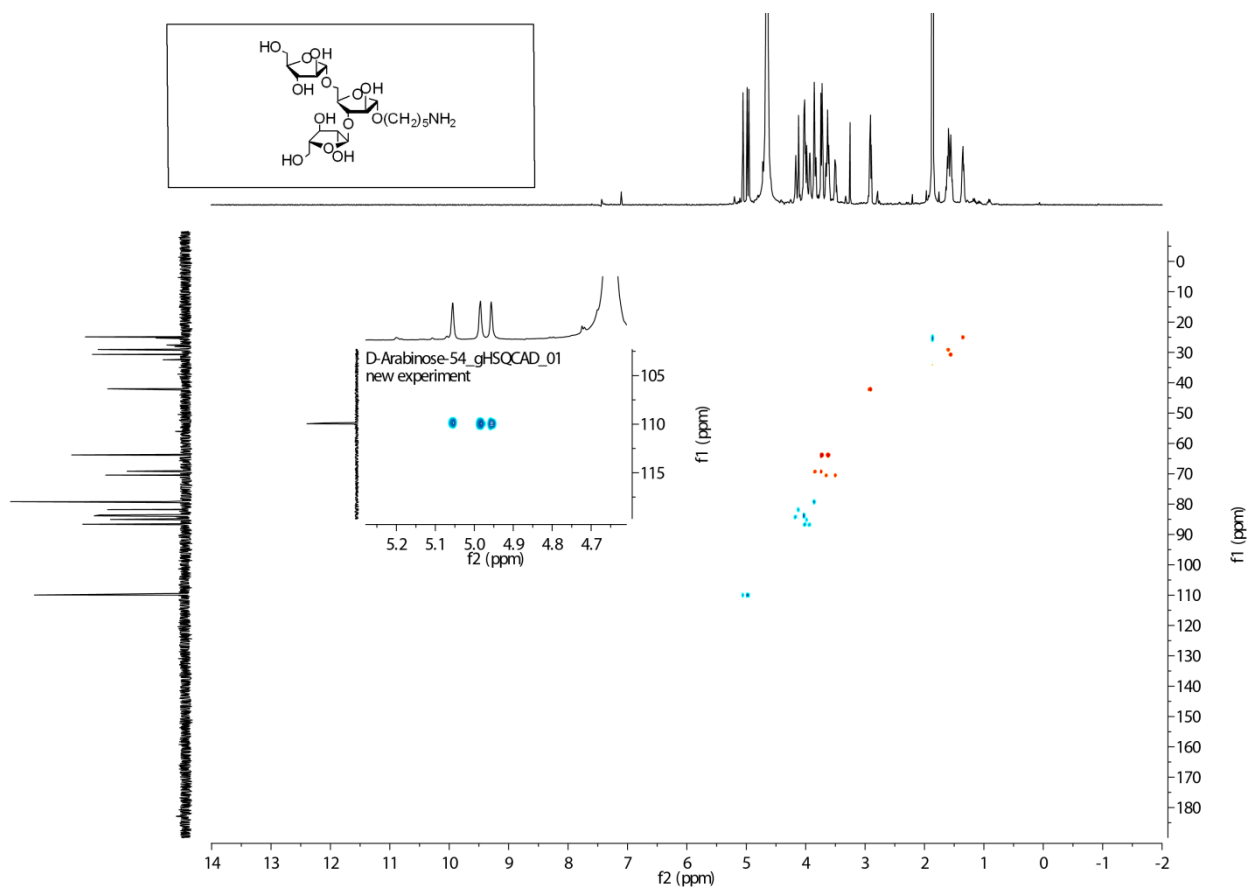 HO
OH
O
O
OH
OH
O
O
O(CH2)5NH2
OH
O
HO
OH
D-Arabinose-54_gHSQCAD_01
new experiment
105
110
115
f1 (ppm)
5.2 5.1 5.0 4.9 4.8 4.7
f2 (ppm)
0
10
20
30
40
50
60
70
80
90
100
110
120
130
140
150
160
170
180
f1 (ppm)
14 13 12 11 10 9 8 7 6 5 4 3 2 1 0 -1 -2
f2 (ppm)